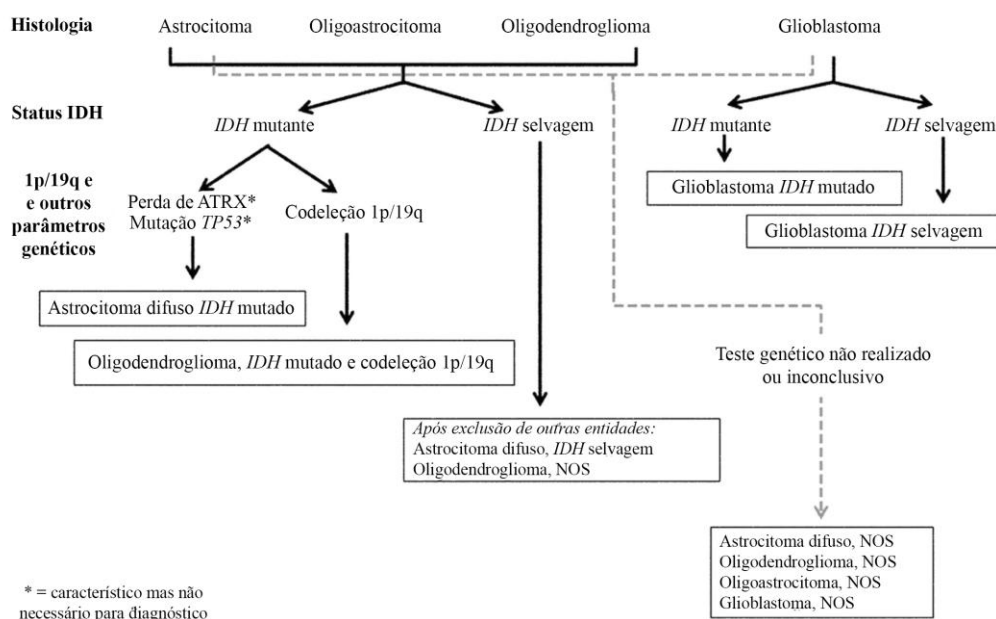 Histologia
Astrocitoma
Oligoastrocitoma
Oligodendroglioma
Glioblastoma
Status IDH
IDH mutante
IDH selvagem
IDH mutante
IDH selvagem
1p/19q e
e outros
parâmetros
genéticos
Perda de ATRX*
Mutação TP53*
Codeleção 1p/19q
Glioblastoma IDH mutado
Glioblastoma IDH selvagem
Astrocitoma difuso IDH mutado
Oligodendroglioma, IDH mutado e codeleção 1p/19q
Teste genético não realizado
ou inconclusivo
Após exclusão de outras entidades:
Astrocitoma difuso, IDH selvagem
Oligodendroglioma, NOS
Astrocitoma difuso, NOS
Oligodendroglioma, NOS
Oligoastrocitoma, NOS
Glioblastoma, NOS
* = característico mas não
necessário para diagnóstico